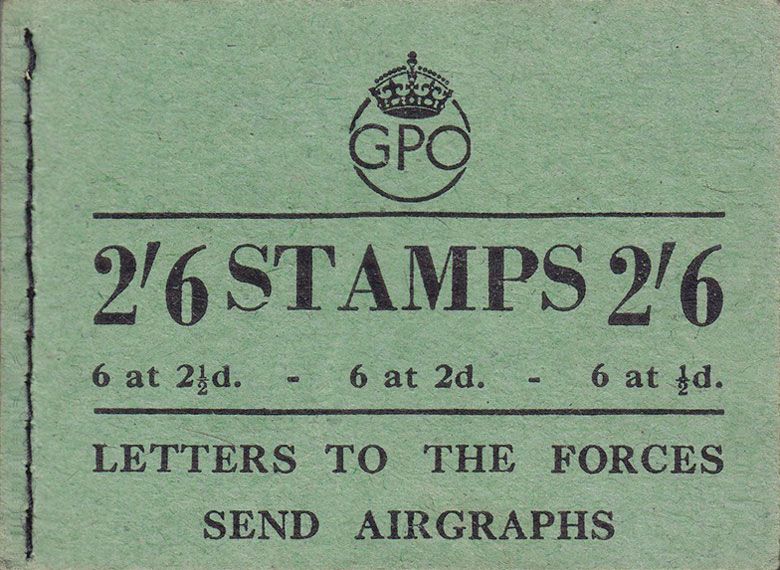 GPO
2'6 STAMPS 2'6
6 at 2½d. - 6 at 2d. - 6 at ½d.
LETTERS TO THE FORCES
SEND AIRGRAPHS